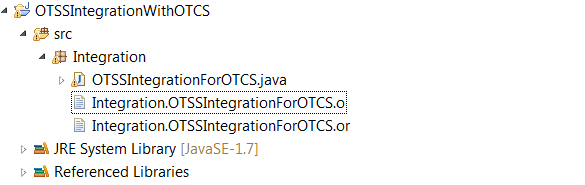 OTSSIntegrationWithOTCS
src
Integration
OTSSIntegrationForOTCS.java
Integration.OTSSIntegrationForOTCS.o
Integration.OTSSIntegrationForOTCS.or
JRE System Library [JavaSE-1.7]
Referenced Libraries